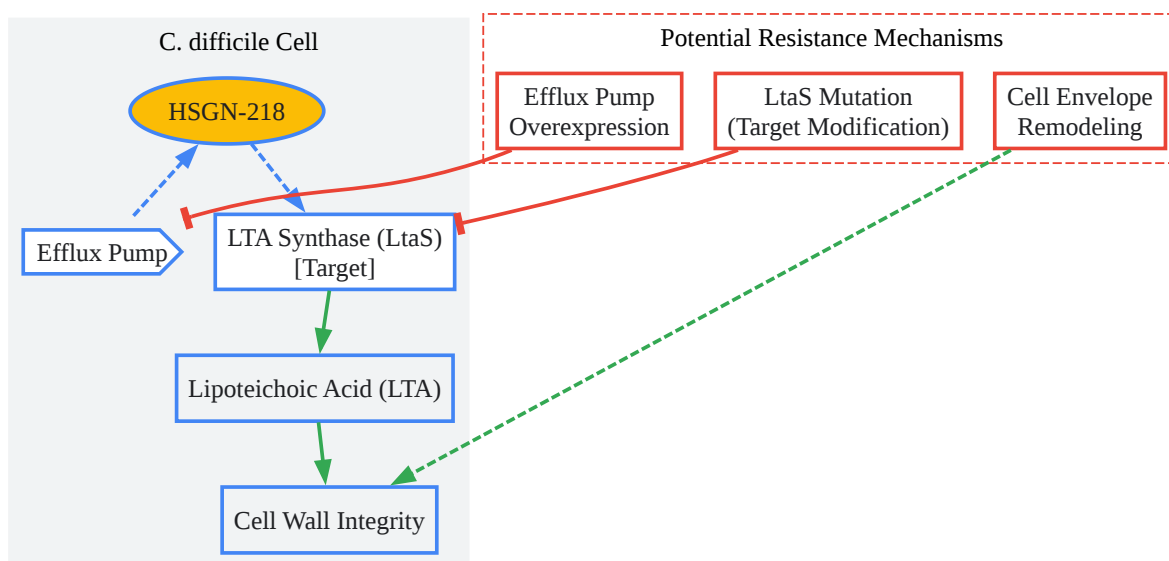 C. difficile Cell
HSGN-218
Efflux Pump
LTA Synthase (LtaS)
[Target]
Lipoteichoic Acid (LTA)
Cell Wall Integrity
Potential Resistance Mechanisms
Efflux Pump
Overexpression
LtaS Mutation
(Target Modification)
Cell Envelope
Remodeling